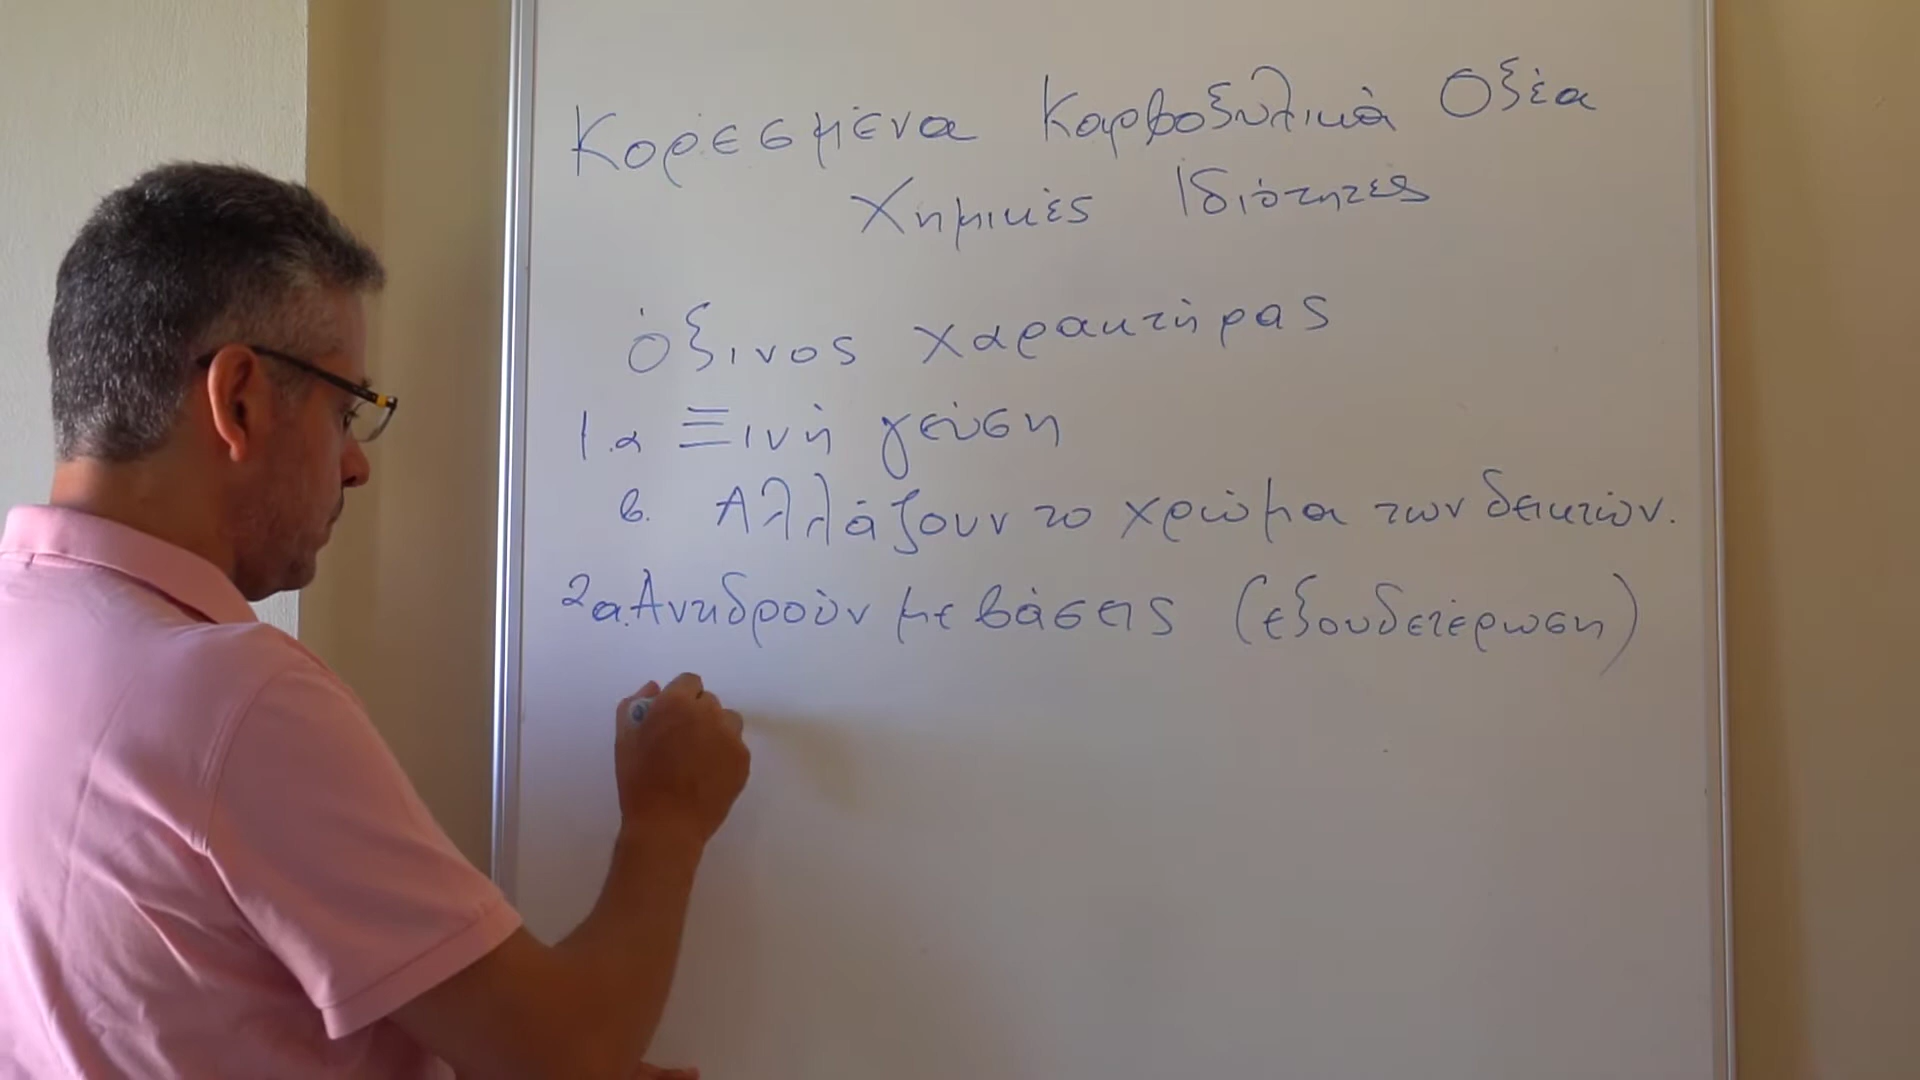 Κορεσμένα Καρβοξυλικά Οξέα
Χημικές Ιδιότητες
Όξινος χαρακτήρας
1.α Ξινή γεύση
β. Αλλάζουν το χρώμα των δεικτών.
2α. Αντιδρούν με βάσεις (εξουδετέρωση)